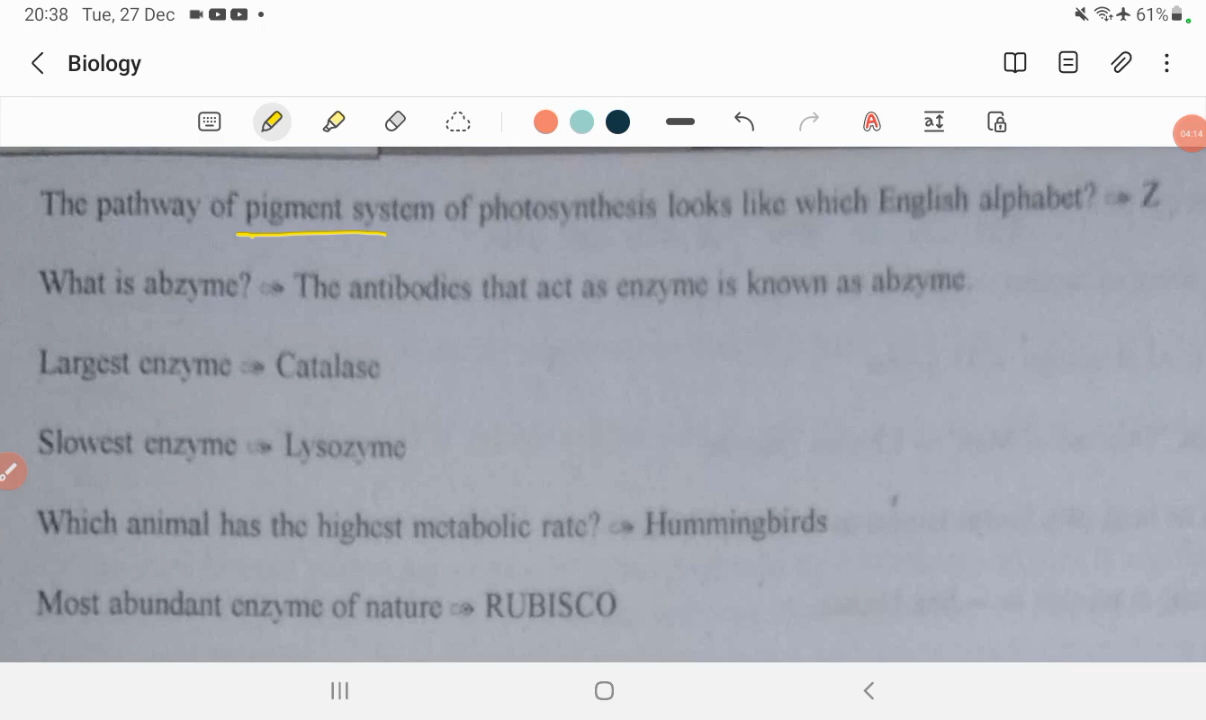 20:38 Tue, 27 Dec 61%
Biology
04:14
The pathway of pigment system of photosynthesis looks like which English alphabet? ⇒ Z
What is abzyme? ⇒ The antibodies that act as enzyme is known as abzyme.
Largest enzyme ⇒ Catalase
Slowest enzyme ⇒ Lysozyme
Which animal has the highest metabolic rate? ⇒ Hummingbirds
Most abundant enzyme of nature ⇒ RUBISCO